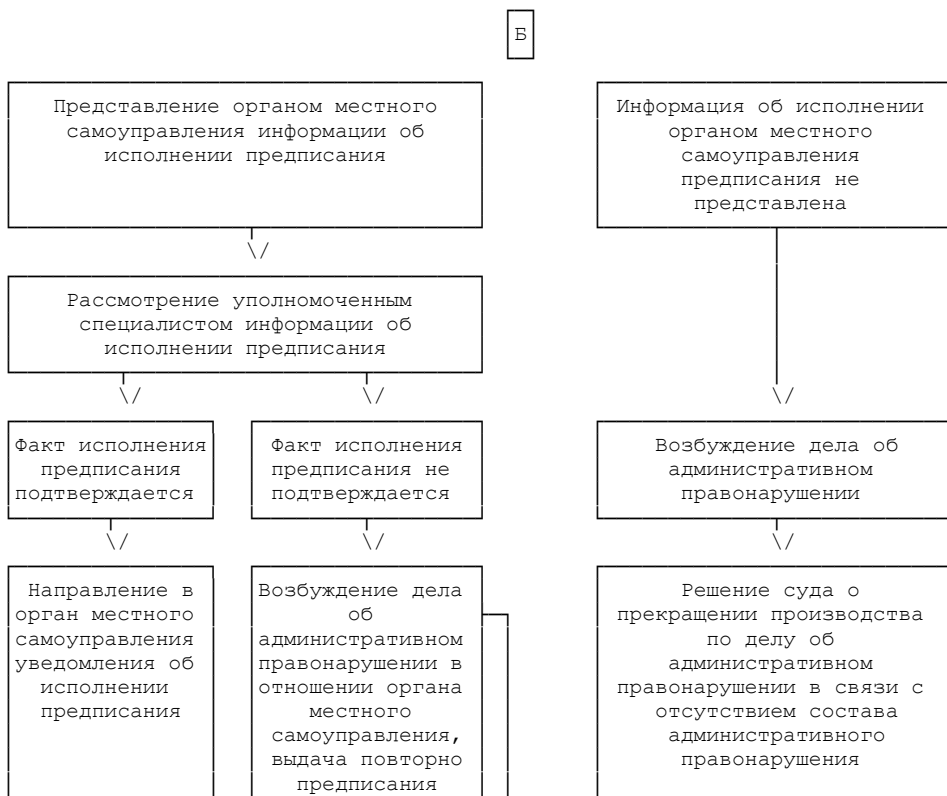 Б
Представление органом местного
самоуправления информации об
исполнении предписания
Информация об исполнении
органом местного
самоуправления
предписания не
представлена
\/
Рассмотрение уполномоченным
специалистом информации об
исполнении предписания
\/ \/ \/
Факт исполнения
предписания
подтверждается
Факт исполнения
предписания не
подтверждается
Возбуждение дела об
административном
правонарушении
\/ \/ \/
Направление в
орган местного
самоуправления
уведомления об
исполнении
предписания
Возбуждение дела
об
административном
правонарушении в
отношении органа
местного
самоуправления,
выдача повторно
предписания
Решение суда о
прекращении производства
по делу об
административном
правонарушении в связи с
отсутствием состава
административного
правонарушения